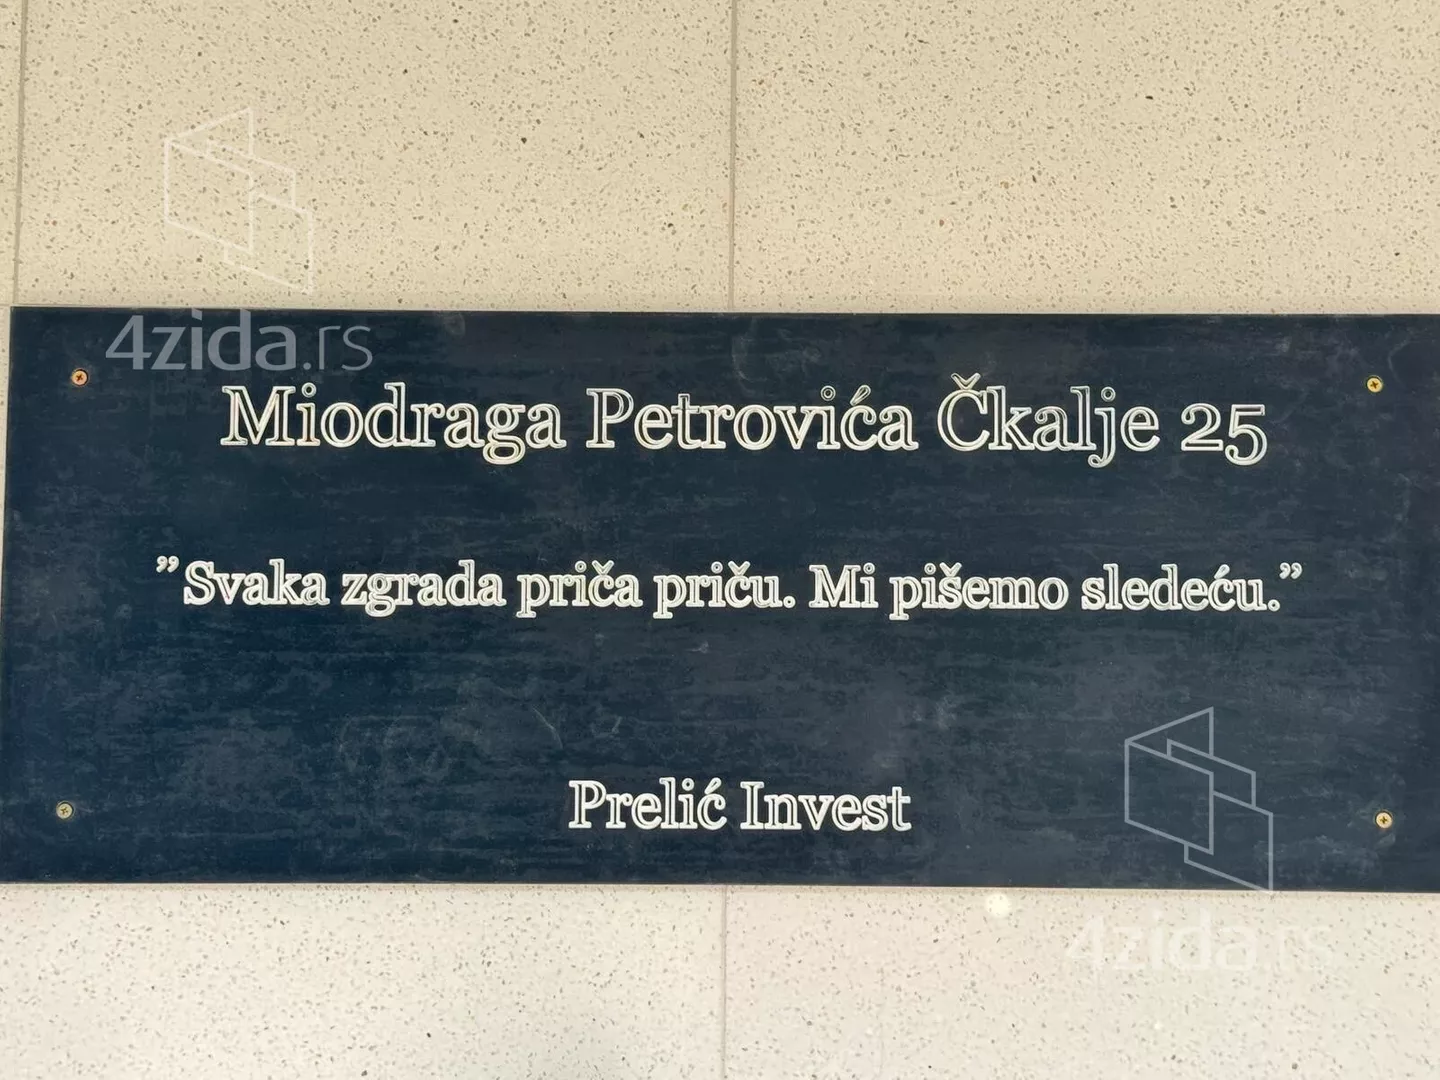 4zida.rs
Miodraga Petrovića Čkalje 25
”Svaka zgrada priča priču. Mi pišemo sledeću.”
Prelić Invest
4zida.rs